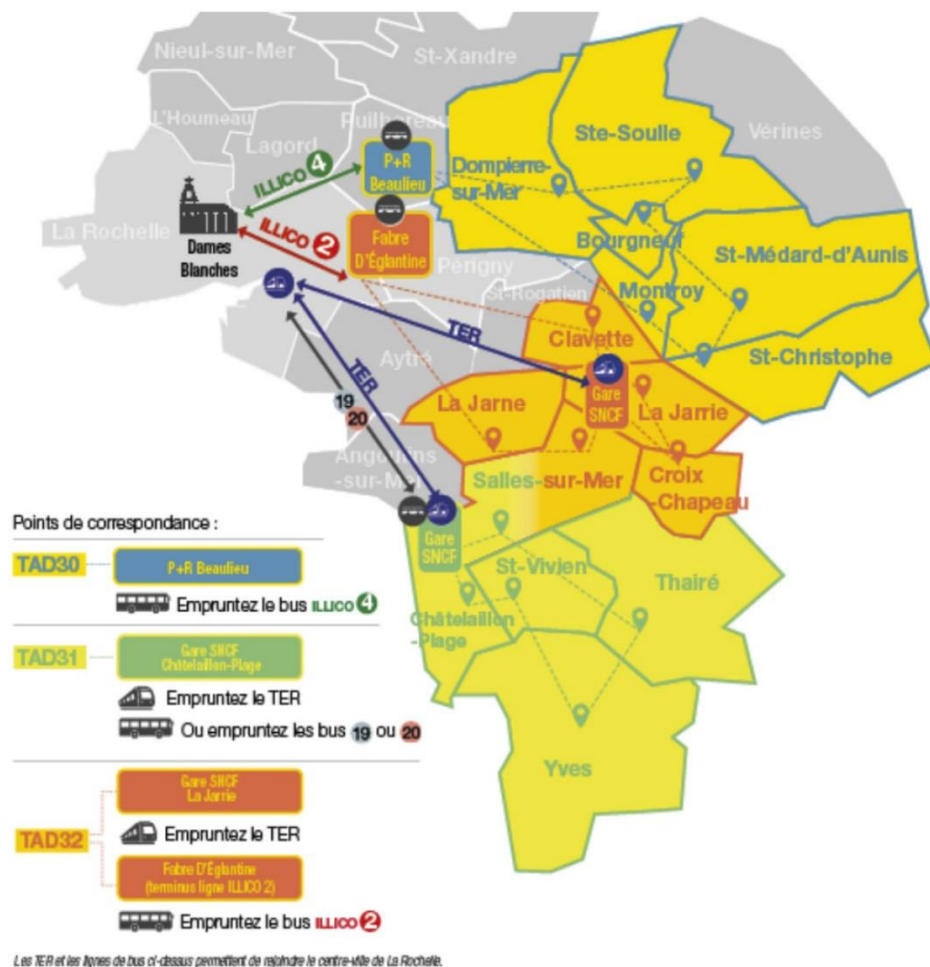 Nieul-sur-Mer
St-Xandre
L'Houmeau
Puilboreau
Lagord
Ste-Soulle
Vérines
ILLICO 4
P+R
Beaulieu
Dompierre-
sur-Mer
La Rochelle
ILLICO 2
Fabre
D'Églantine
Bourgneuf
Dames
Blanches
Périgny
St-Médard-d'Aunis
St-Rogatien
Montroy
TER
Clavette
St-Christophe
Aytré
TER
Gare
SNCF
La Jarne
La Jarrie
19
20
Angoulins
-sur-Mer
Salles-sur-Mer
Croix
-Chapeau
Points de correspondance :
Gare
SNCF
St-Vivien
Thairé
TAD30
P+R Beaulieu
Châtelaillon
-Plage
Empruntez le bus ILLICO 4
TAD31
Gare SNCF
Châtelaillon-Plage
Empruntez le TER
Ou empruntez les bus 19 ou 20
Yves
TAD32
Gare SNCF
La Jarrie
Empruntez le TER
Fabre D'Églantine
(terminus ligne ILLICO 2)
Empruntez le bus ILLICO 2
Les TER et les lignes de bus ci-dessus permettent de rejoindre le centre-ville de La Rochelle.